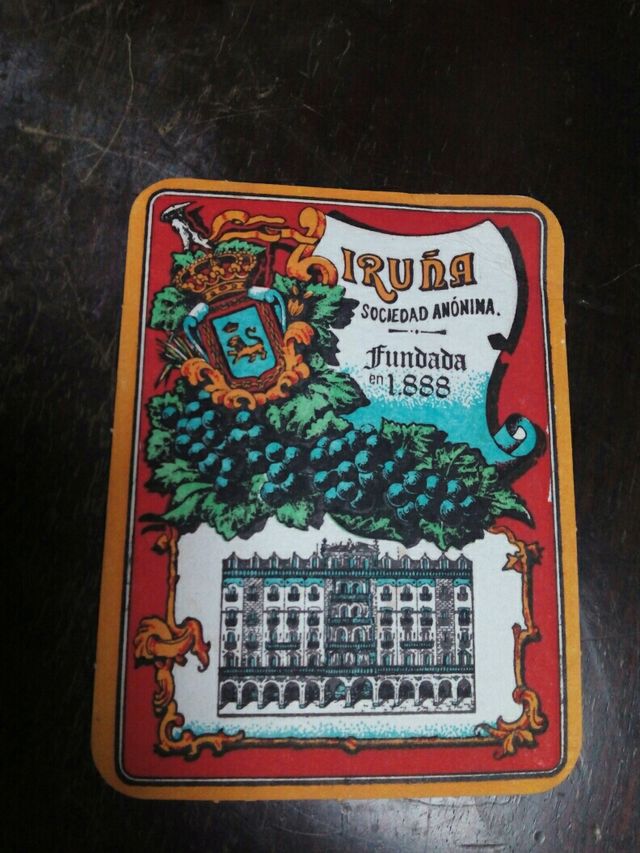 IRUÑA
SOCIEDAD ANÓNIMA.
Fundada
en 1.888